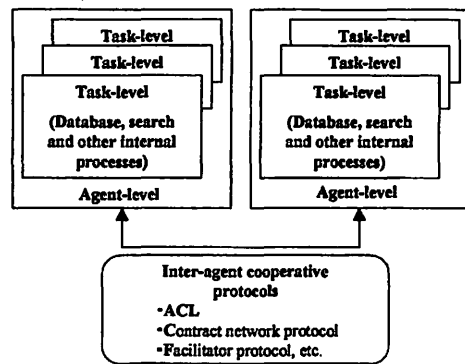 Task-level
Task-level
Task-level
(Database, search
and other internal
processes)
Agent-level
Task-level
Task-level
Task-level
(Database, search
and other internal
processes)
Agent-level
Inter-agent cooperative
protocols
•ACL
•Contract network protocol
•Facilitator protocol, etc.